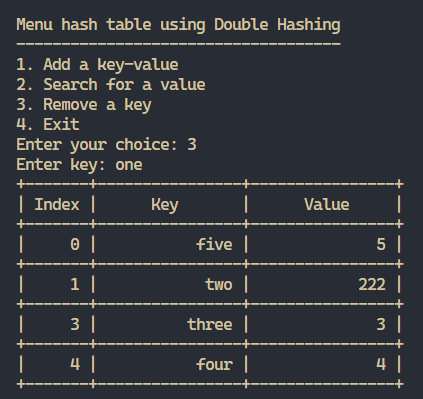 Menu hash table using Double Hashing
------------------------------------
1. Add a key-value
2. Search for a value
3. Remove a key
4. Exit
Enter your choice: 3
Enter key: one
+-------+----------------+----------------+
| Index |      Key       |     Value      |
+-------+----------------+----------------+
|     0 |           five |              5 |
+-------+----------------+----------------+
|     1 |            two |            222 |
+-------+----------------+----------------+
|     3 |          three |              3 |
+-------+----------------+----------------+
|     4 |           four |              4 |
+-------+----------------+----------------+